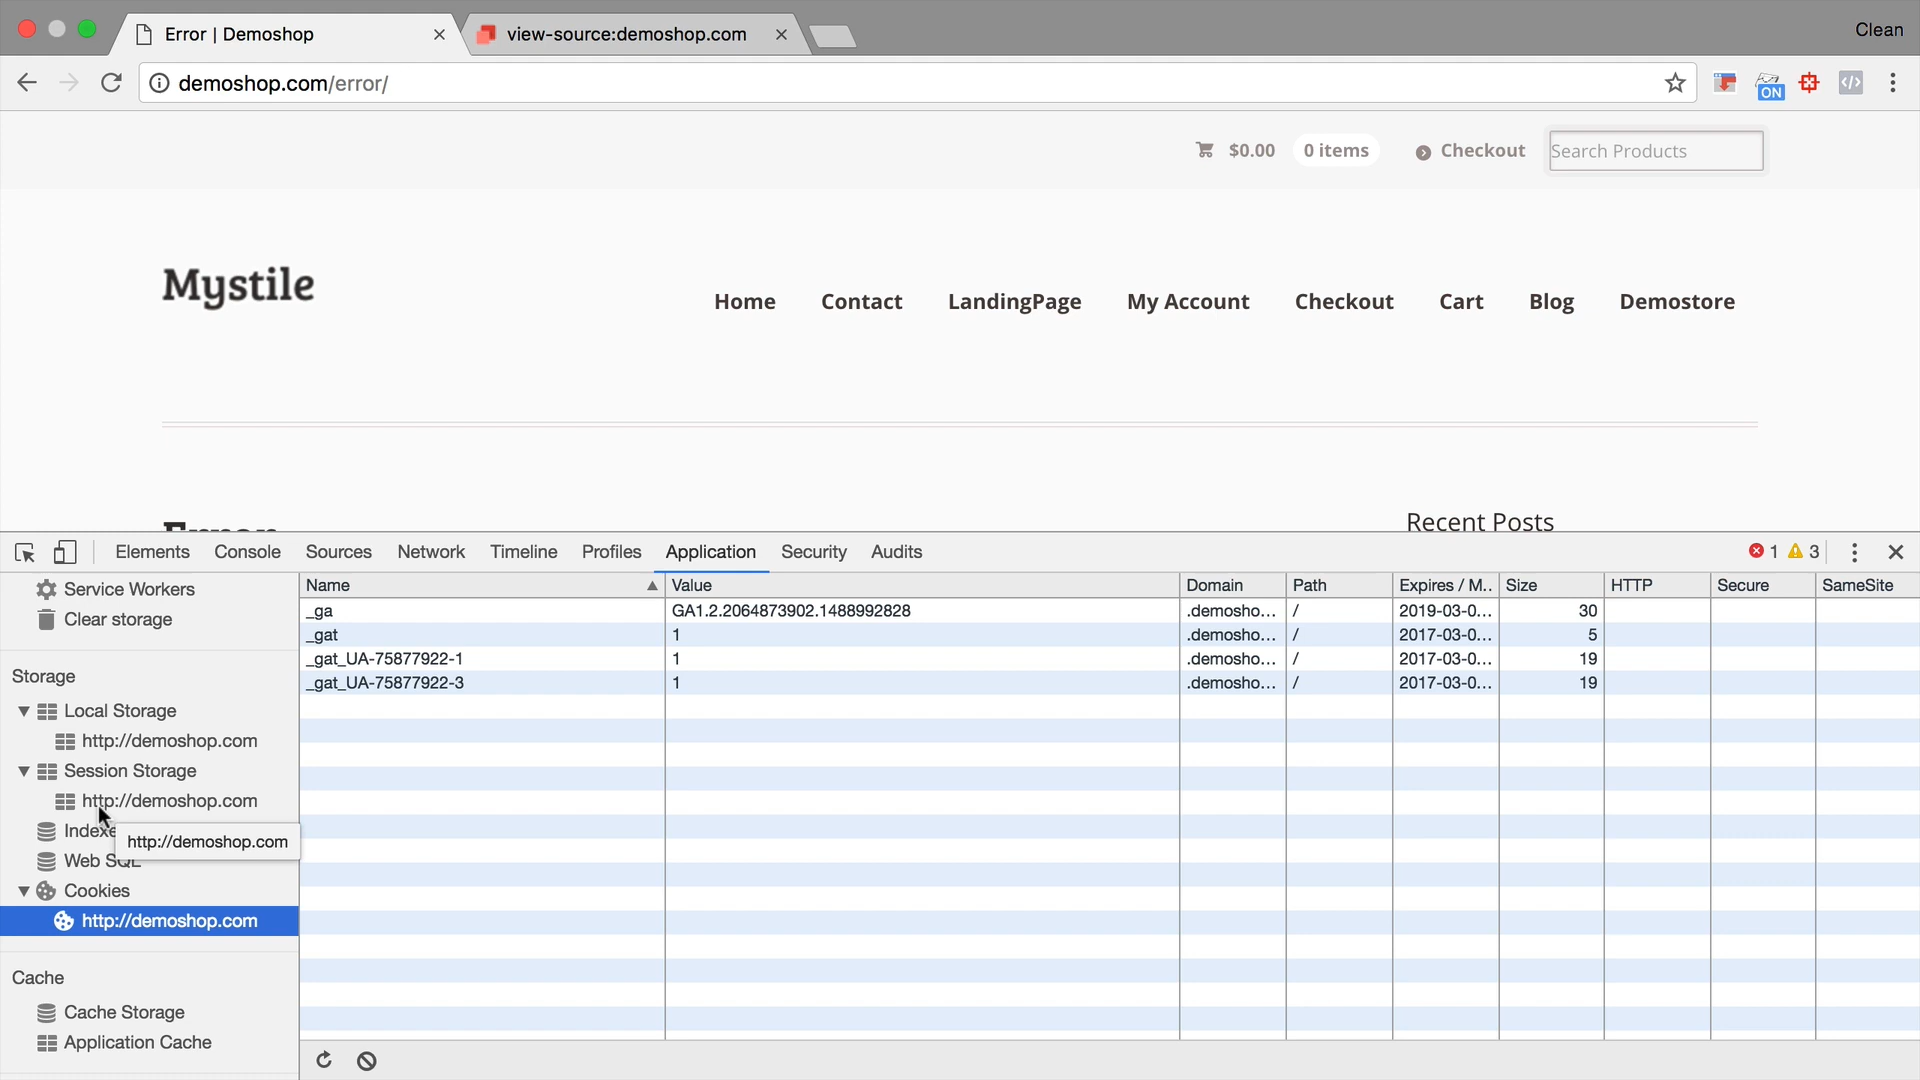 Error | Demoshop
view-source:demoshop.com
Clean
demoshop.com/error/
ON
$0.00 0 items Checkout Search Products
Mystile
Home Contact LandingPage My Account Checkout Cart Blog Demostore
Error
Recent Posts
Elements Console Sources Network Timeline Profiles Application Security Audits 1 3
Service Workers
Clear storage
Storage
Local Storage
http://demoshop.com
Session Storage
http://demoshop.com
Indexe
http://demoshop.com
Web SQL
Cookies
http://demoshop.com
Cache
Cache Storage
Application Cache
Name Value Domain Path Expires / M... Size HTTP Secure SameSite
_ga GA1.2.2064873902.1488992828 .demosho... / 2019-03-0... 30
_gat 1 .demosho... / 2017-03-0... 5
_gat_UA-75877922-1 1 .demosho... / 2017-03-0... 19
_gat_UA-75877922-3 1 .demosho... / 2017-03-0... 19